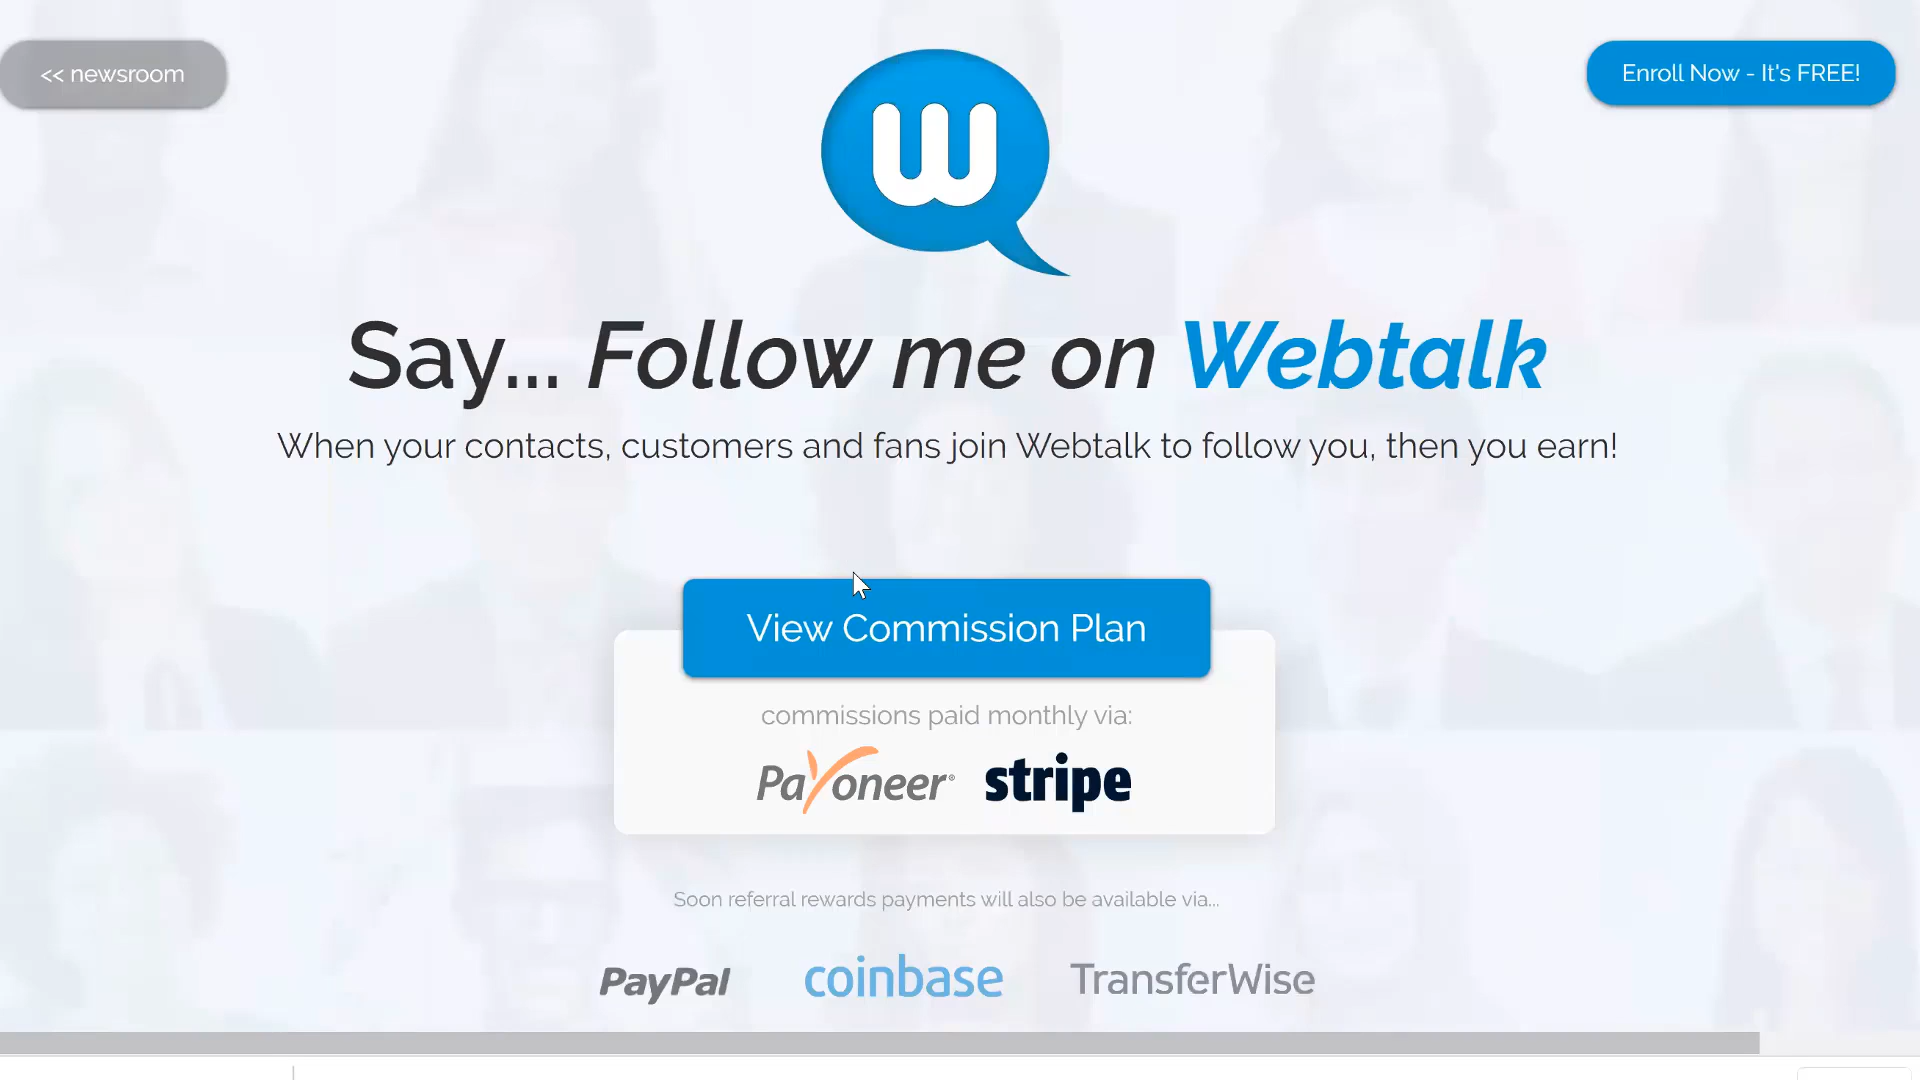 << newsroom
Enroll Now - It's FREE!
W
Say... Follow me on Webtalk
When your contacts, customers and fans join Webtalk to follow you, then you earn!
View Commission Plan
commissions paid monthly via:
Payoneer® stripe
Soon referral rewards payments will also be available via...
PayPal coinbase TransferWise